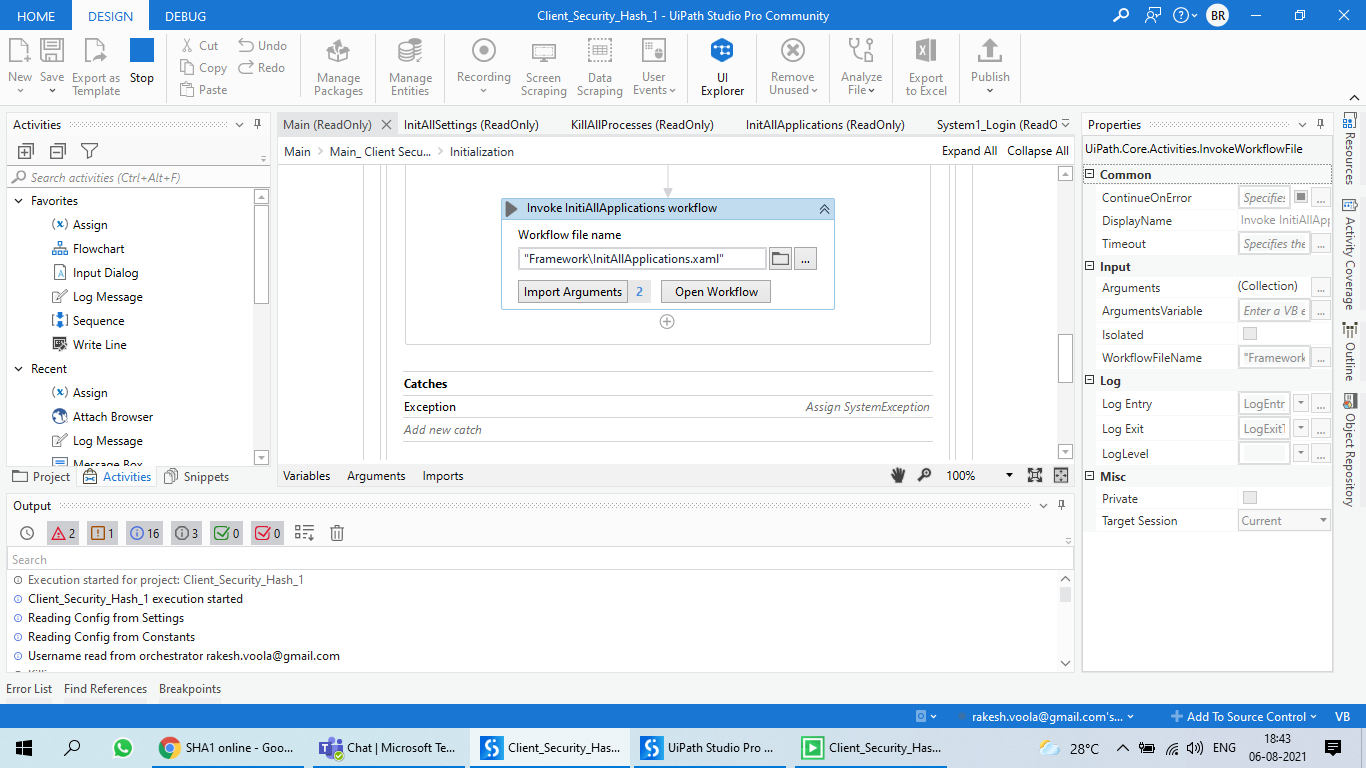 HOME DESIGN DEBUG Client_Security_Hash_1 - UiPath Studio Pro Community BR
New Save Export as Template Stop
Cut Undo
Copy Redo
Paste
Manage Packages
Manage Entities
Recording
Screen Scraping
Data Scraping
User Events
UI Explorer
Remove Unused
Analyze File
Export to Excel
Publish
Activities
Search activities (Ctrl+Alt+F)
Favorites
(x) Assign
Flowchart
Input Dialog
Log Message
Sequence
Write Line
Recent
(x) Assign
Attach Browser
Log Message
Message Box
Project Activities Snippets
Main (ReadOnly) InitAllSettings (ReadOnly) KillAllProcesses (ReadOnly) InitAllApplications (ReadOnly) System1_Login (ReadO
Main Main_ Client Secu... Initialization Expand All Collapse All
Invoke InitiAllApplications workflow
Workflow file name
"Framework\InitAllApplications.xaml" ...
Import Arguments 2 Open Workflow
Catches
Exception Assign SystemException
Add new catch
Variables Arguments Imports 100%
Properties
UiPath.Core.Activities.InvokeWorkflowFile
Common
ContinueOnError Specifies ...
DisplayName Invoke InitiAllApp
Timeout Specifies the ...
Input
Arguments (Collection) ...
ArgumentsVariable Enter a VB e ...
Isolated
WorkflowFileName "Framework ...
Log
Log Entry LogEntr ...
Log Exit LogExitT ...
LogLevel ...
Misc
Private
Target Session Current
Resources
Activity Coverage
Outline
Object Repository
Output
2 1 16 3 0 0
Search
Execution started for project: Client_Security_Hash_1
Client_Security_Hash_1 execution started
Reading Config from Settings
Reading Config from Constants
Username read from orchestrator rakesh.voola@gmail.com
Error List Find References Breakpoints
rakesh.voola@gmail.com's... Add To Source Control VB
SHA1 online - Goo... Chat | Microsoft Te... Client_Security_Has... UiPath Studio Pro ... Client_Security_Ha... 28°C ENG 18:43
06-08-2021